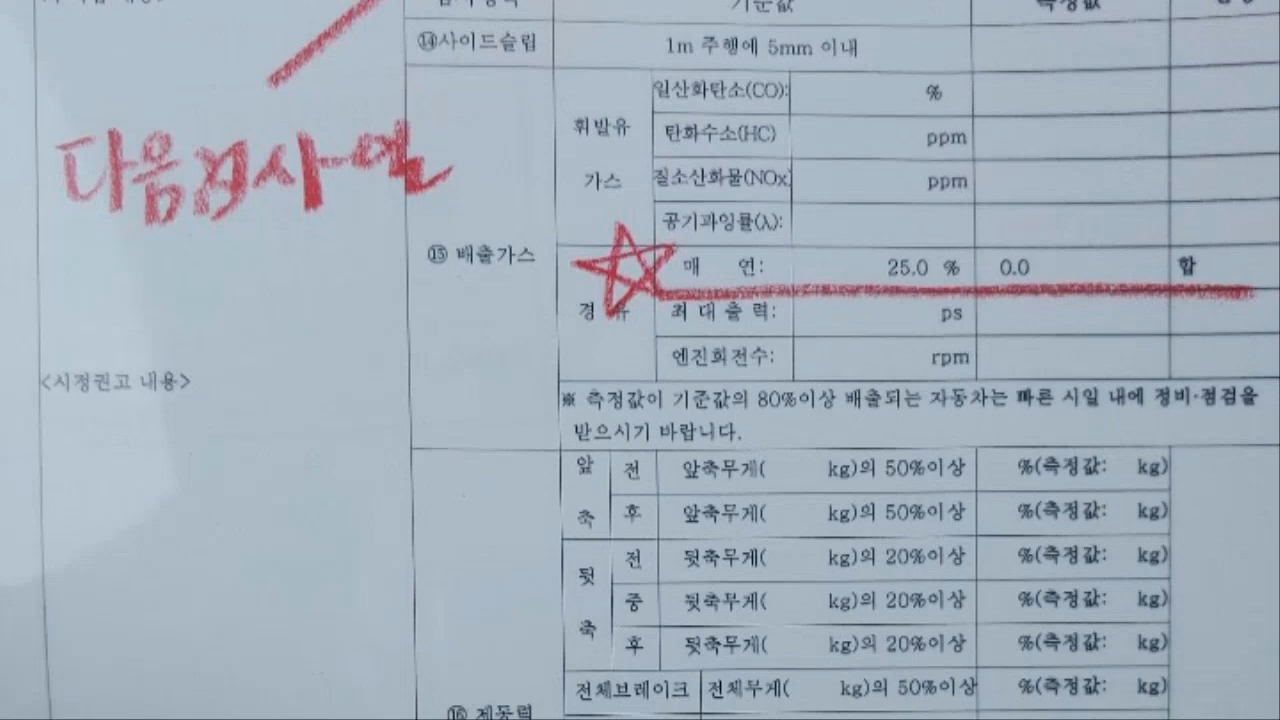 기준값 측정값
⑭사이드슬립 1m 주행에 5mm 이내
일산화탄소(CO): %
다음검사일
휘발유 탄화수소(HC) ppm
가스 질소산화물(NOx) ppm
공기과잉률(λ):
⑮ 배출가스
매 연: 25.0 % 0.0 합
경유 최대출력: ps
엔진회전수: rpm
<시정권고 내용>
※ 측정값이 기준값의 80%이상 배출되는 자동차는 빠른 시일 내에 정비·점검을
받으시기 바랍니다.
앞 전 앞축무게( kg)의 50%이상 %(측정값: kg)
축 후 앞축무게( kg)의 50%이상 %(측정값: kg)
뒷 전 뒷축무게( kg)의 20%이상 %(측정값: kg)
중 뒷축무게( kg)의 20%이상 %(측정값: kg)
축 후 뒷축무게( kg)의 20%이상 %(측정값: kg)
전체브레이크 전체무게( kg)의 50%이상 %(측정값: kg)
⑯ 제동력